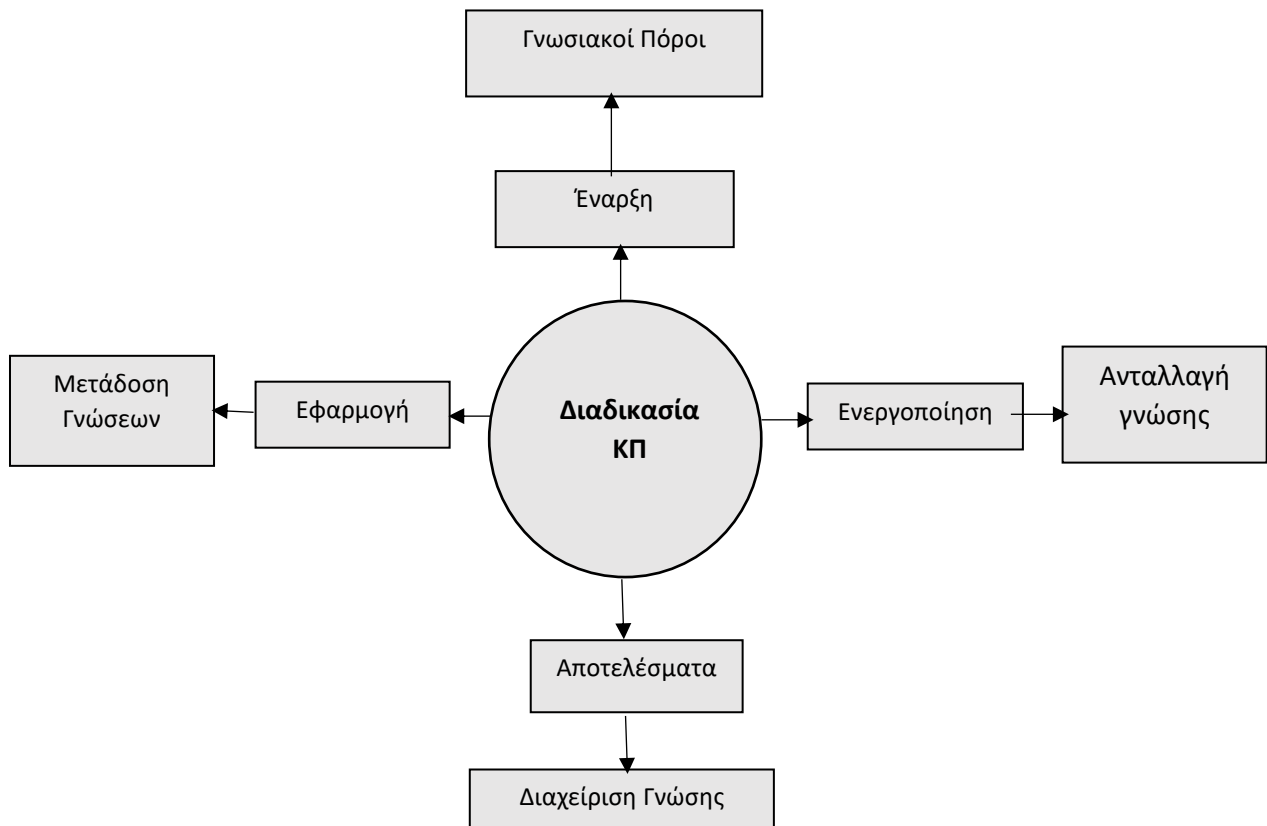 Γνωσιακοί Πόροι
Έναρξη
Μετάδοση
Γνώσεων
Εφαρμογή
Διαδικασία
ΚΠ
Ενεργοποίηση
Ανταλλαγή
γνώσης
Αποτελέσματα
Διαχείριση Γνώσης